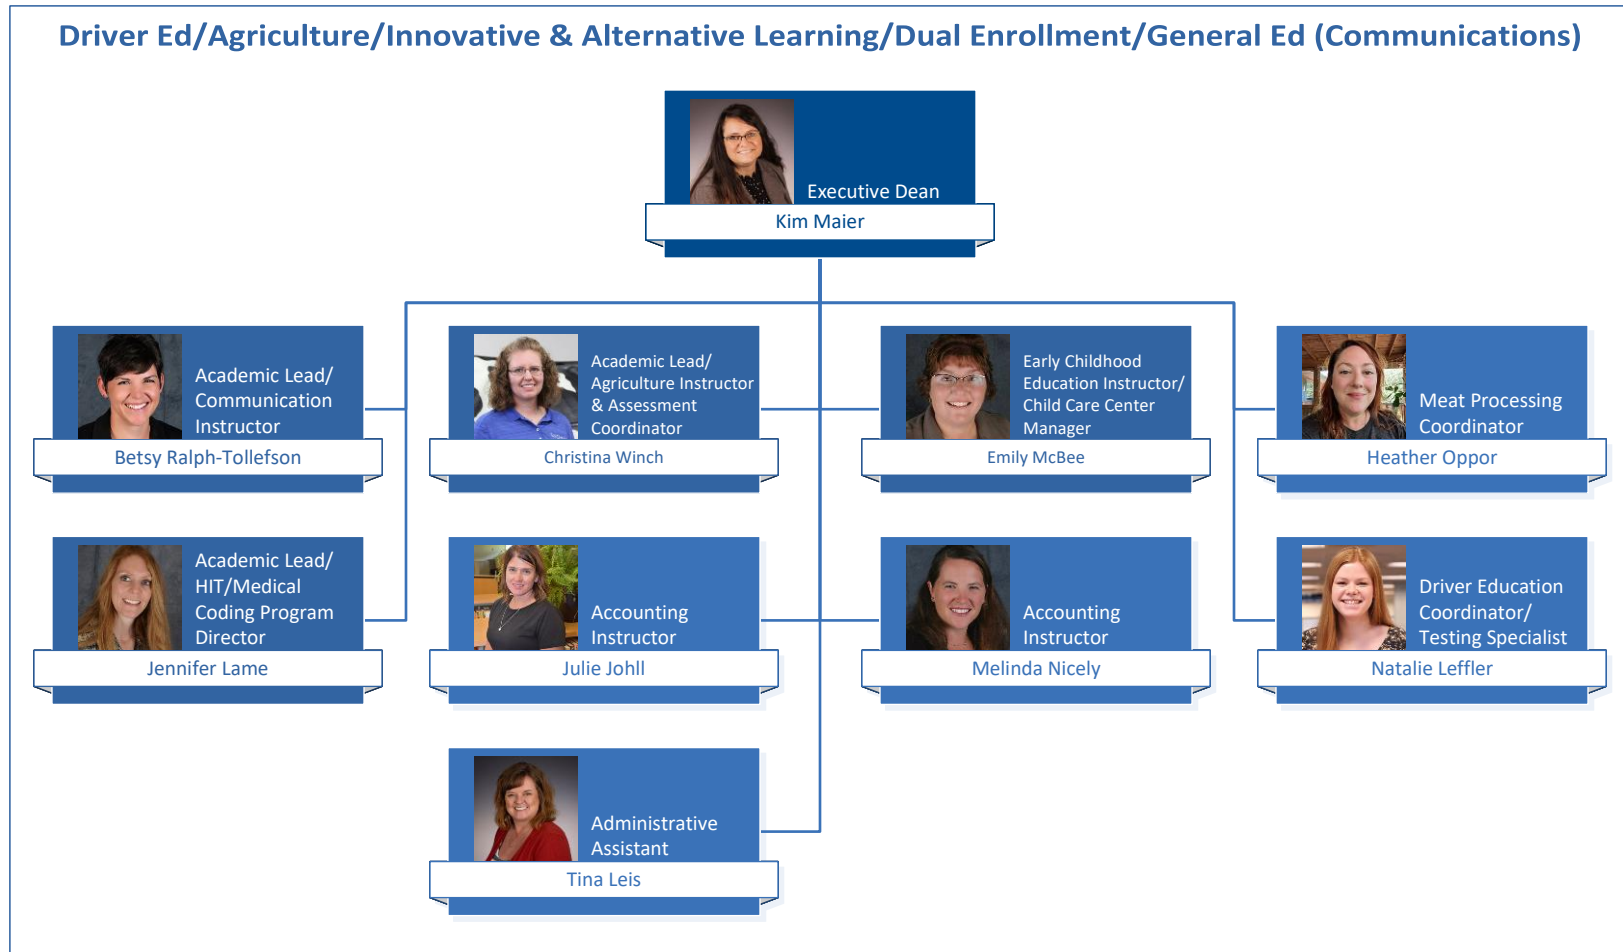 Driver Ed/Agriculture/Innovative & Alternative Learning/Dual Enrollment/General Ed (Communications)
Executive Dean
Kim Maier
Academic Lead/
Communication
Instructor
Betsy Ralph-Tollefson
Academic Lead/
Agriculture Instructor
& Assessment
Coordinator
Christina Winch
Early Childhood
Education Instructor/
Child Care Center
Manager
Emily McBee
Meat Processing
Coordinator
Heather Oppor
Academic Lead/
HIT/Medical
Coding Program
Director
Jennifer Lame
Accounting
Instructor
Julie Johll
Accounting
Instructor
Melinda Nicely
Driver Education
Coordinator/
Testing Specialist
Natalie Leffler
Administrative
Assistant
Tina Leis